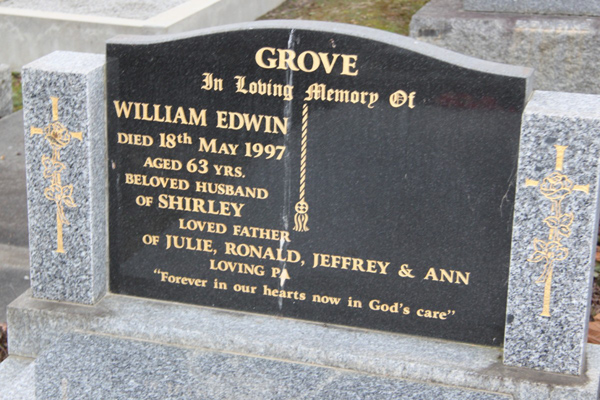 GROVE
In Loving Memory Of
WILLIAM EDWIN
DIED 18th MAY 1997
AGED 63 YRS.
BELOVED HUSBAND
OF SHIRLEY
LOVED FATHER
OF JULIE, RONALD, JEFFREY & ANN
LOVING PA
"Forever in our hearts now in God's care"